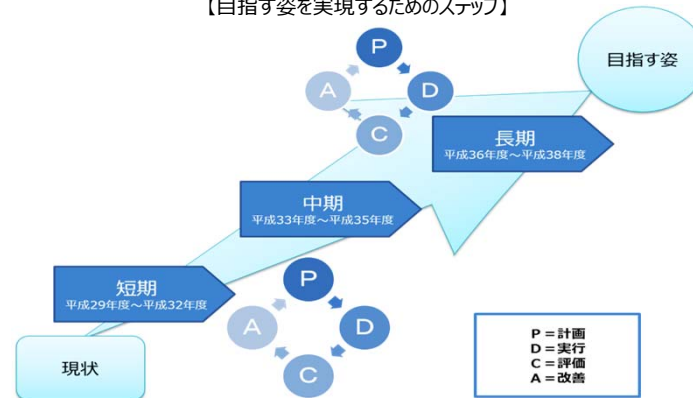 【目指す姿を実現するためのステップ】
P
A
D
C
目指す姿
長期
平成36年度～平成38年度
中期
平成33年度～平成35年度
短期
平成29年度～平成32年度
P
A
D
C
現状
P＝計画
D＝実行
C＝評価
A＝改善